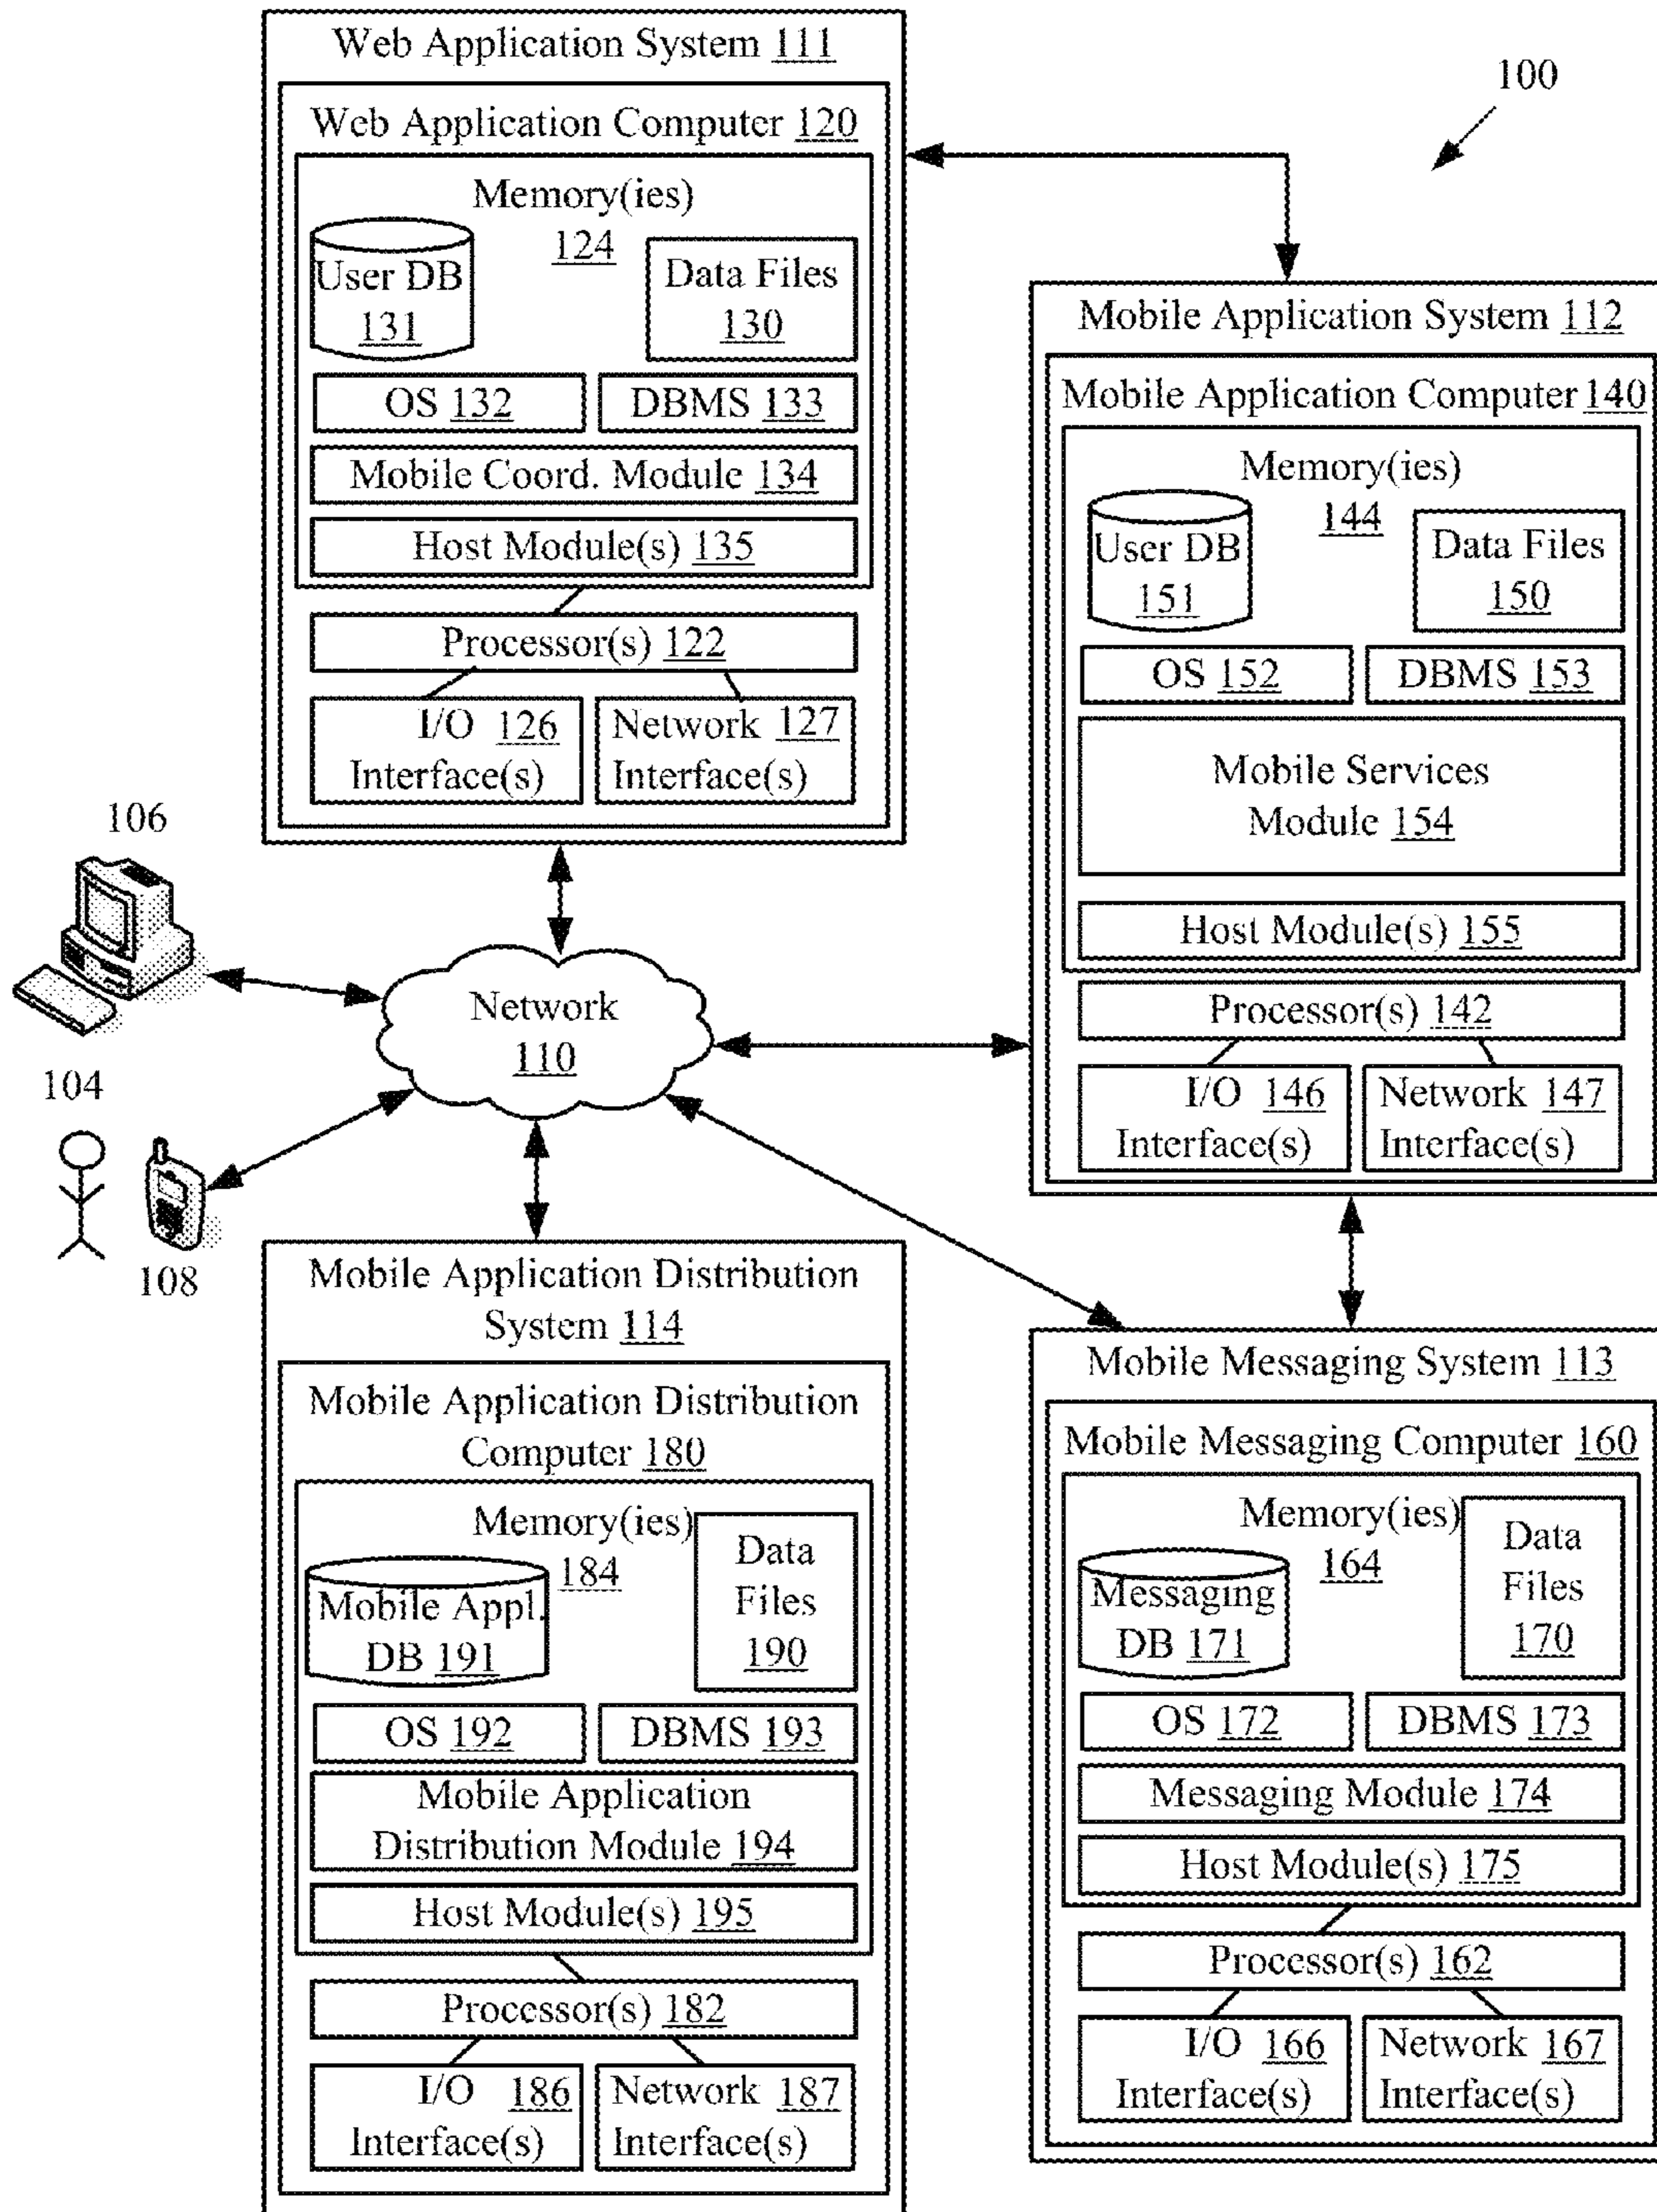 Web Application System 111
Web Application Computer 120
Memory(ies)
124
User DB
131
Data Files
130
OS 132
DBMS 133
Mobile Coord. Module 134
Host Module(s) 135
Processor(s) 122
I/O 126
Interface(s)
Network 127
Interface(s)
100
Mobile Application System 112
Mobile Application Computer 140
Memory(ies)
144
User DB
151
Data Files
150
OS 152
DBMS 153
Mobile Services
Module 154
Host Module(s) 155
Processor(s) 142
I/O 146
Interface(s)
Network 147
Interface(s)
106
Network
110
104
108
Mobile Application Distribution
System 114
Mobile Application Distribution
Computer 180
Memory(ies)
184
Mobile Appl.
DB 191
Data
Files
190
OS 192
DBMS 193
Mobile Application
Distribution Module 194
Host Module(s) 195
Processor(s) 182
I/O 186
Interface(s)
Network 187
Interface(s)
Mobile Messaging System 113
Mobile Messaging Computer 160
Memory(ies)
164
Messaging
DB 171
Data
Files
170
OS 172
DBMS 173
Messaging Module 174
Host Module(s) 175
Processor(s) 162
I/O 166
Interface(s)
Network 167
Interface(s)